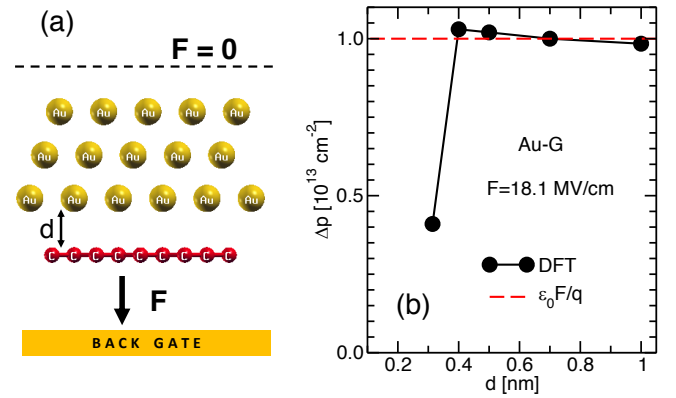 (a)
F = 0
Au Au Au Au Au
Au Au Au Au Au
Au Au Au Au Au Au
d
C C C C C C C C C
F
BACK GATE
Δp [10¹³ cm⁻²]
1.0
0.5
0.0
Au-G
F=18.1 MV/cm
DFT
ε₀F/q
(b)
0.2 0.4 0.6 0.8 1
d [nm]